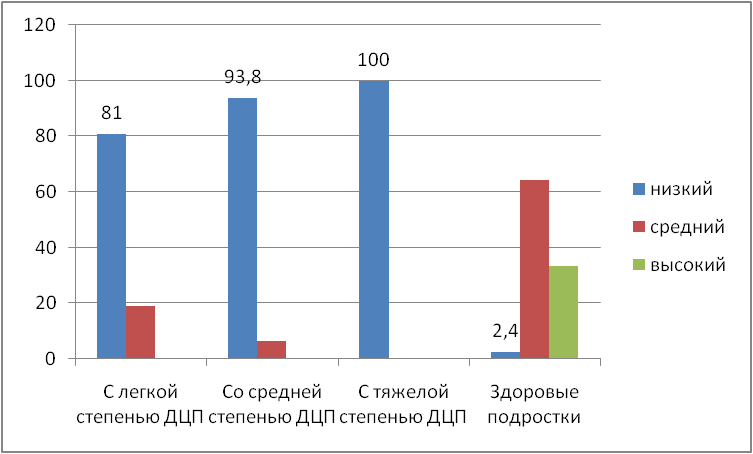 120
100
80
60
40
20
0
81
93,8
100
2,4
С легкой
степенью ДЦП
Со средней
степенью ДЦП
С тяжелой
степенью ДЦП
Здоровые
подростки
низкий
средний
высокий